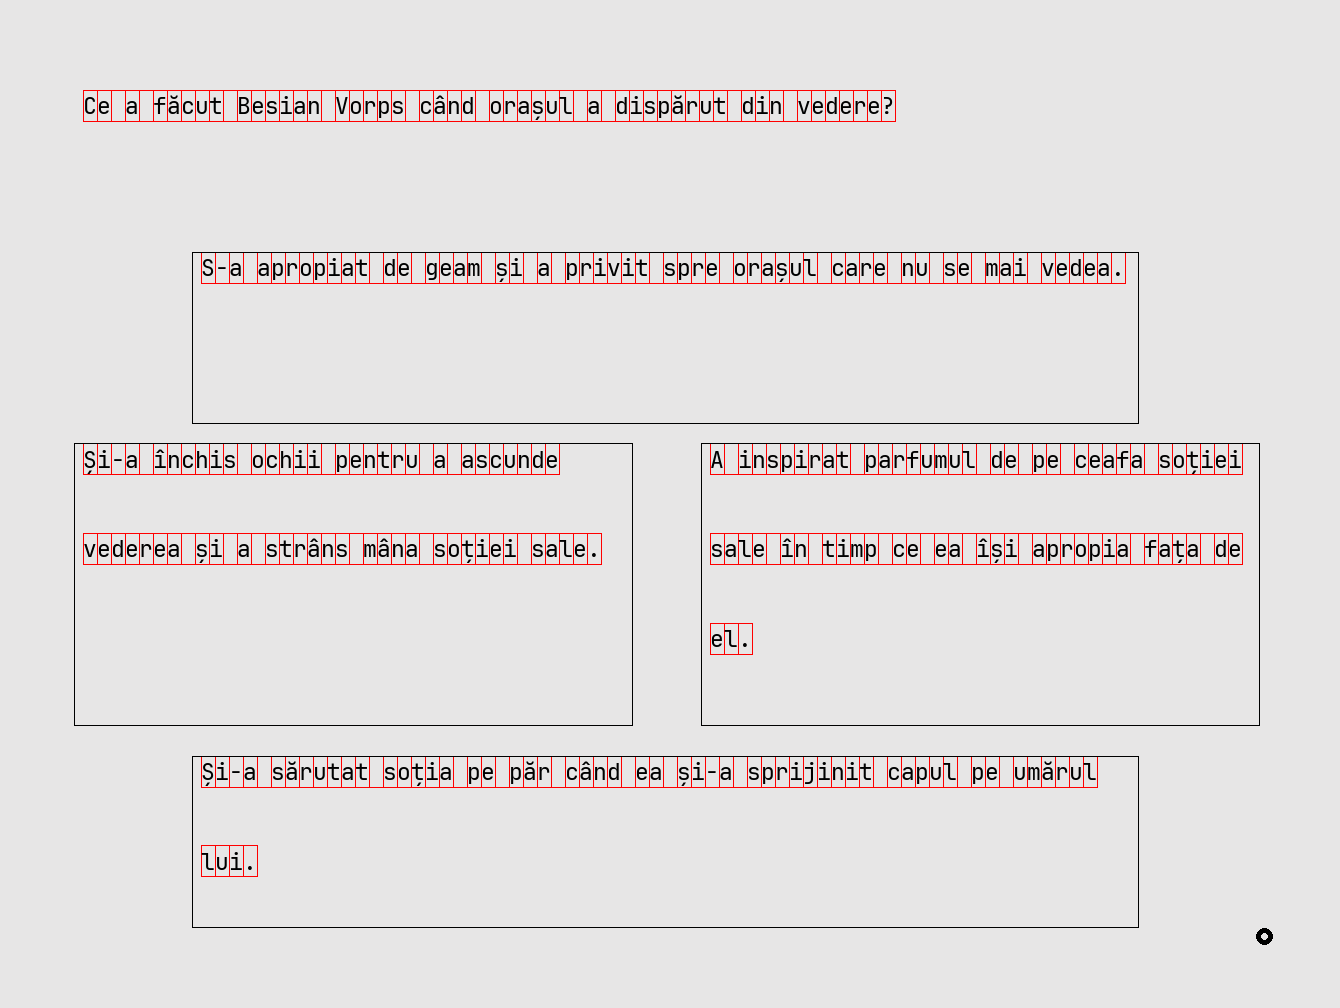 Ce a făcut Besian Vorps când orașul a dispărut din vedere?
S-a apropiat de geam și a privit spre orașul care nu se mai vedea.
Și-a închis ochii pentru a ascunde
vederea și a strâns mâna soției sale.
A inspirat parfumul de pe ceafa soției
sale în timp ce ea își apropia fața de
el.
Și-a sărutat soția pe păr când ea și-a sprijinit capul pe umărul
lui.